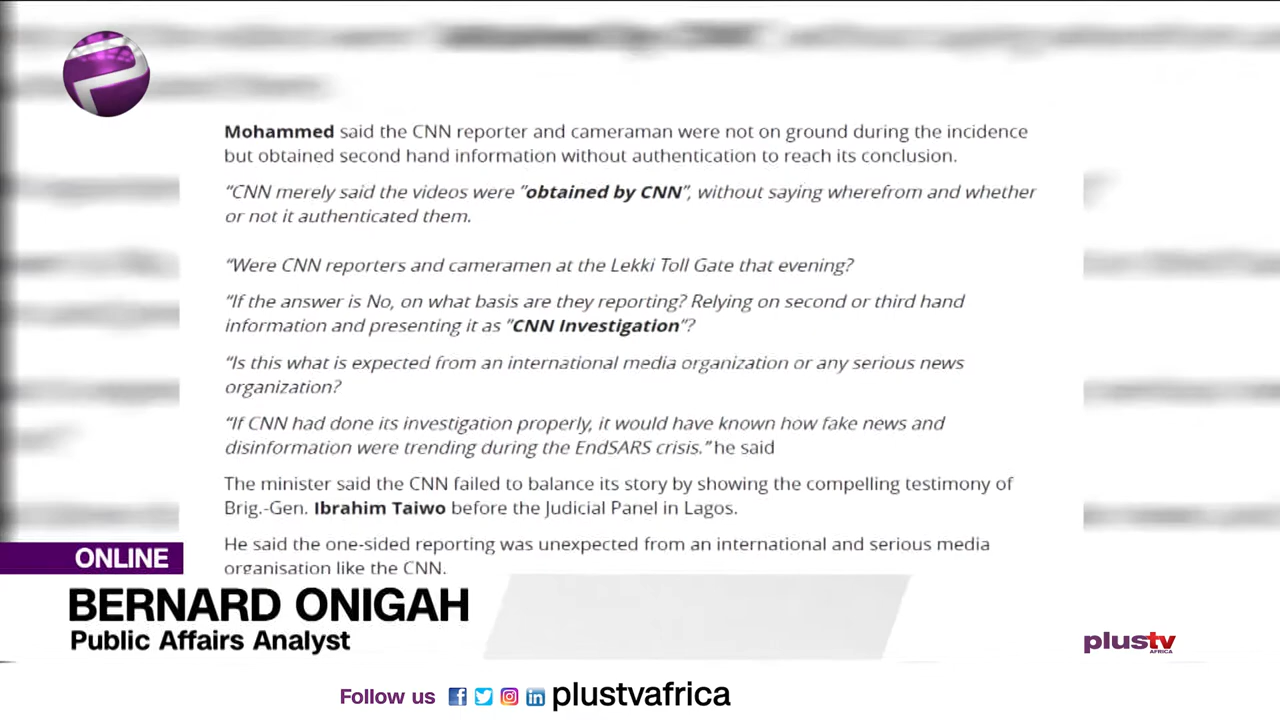 Mohammed said the CNN reporter and cameraman were not on ground during the incidence
but obtained second hand information without authentication to reach its conclusion.
“CNN merely said the videos were ”obtained by CNN”, without saying wherefrom and whether
or not it authenticated them.
“Were CNN reporters and cameramen at the Lekki Toll Gate that evening?
“If the answer is No, on what basis are they reporting? Relying on second or third hand
information and presenting it as ”CNN Investigation”?
“Is this what is expected from an international media organization or any serious news
organization?
“If CNN had done its investigation properly, it would have known how fake news and
disinformation were trending during the EndSARS crisis.” he said
The minister said the CNN failed to balance its story by showing the compelling testimony of
Brig.-Gen. Ibrahim Taiwo before the Judicial Panel in Lagos.
He said the one-sided reporting was unexpected from an international and serious media
organisation like the CNN.
ONLINE
BERNARD ONIGAH
Public Affairs Analyst
plustv
AFRICA
Follow us plustvafrica